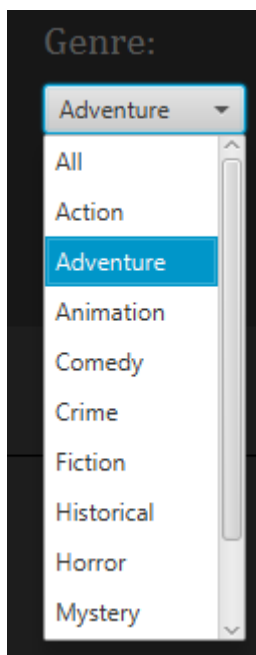 Genre:
Adventure
All
Action
Adventure
Animation
Comedy
Crime
Fiction
Historical
Horror
Mystery